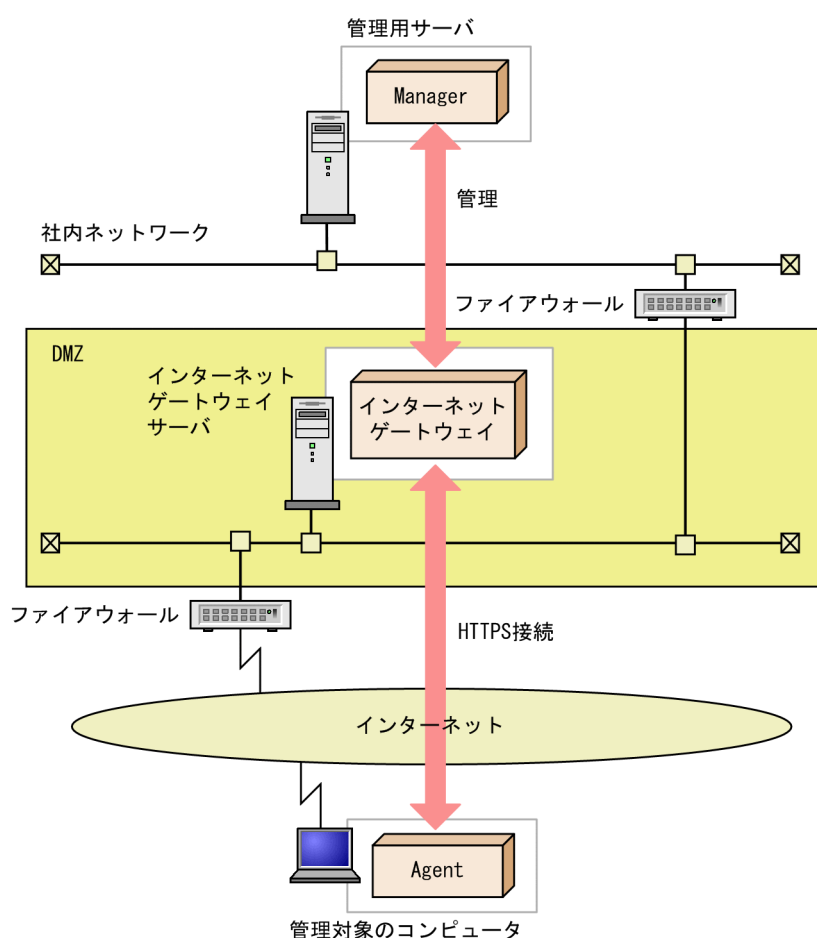 管理用サーバ
Manager
管理
社内ネットワーク
ファイアウォール
DMZ
インターネット
ゲートウェイ
サーバ
インターネット
ゲートウェイ
ファイアウォール
HTTPS接続
インターネット
Agent
管理対象のコンピュータ